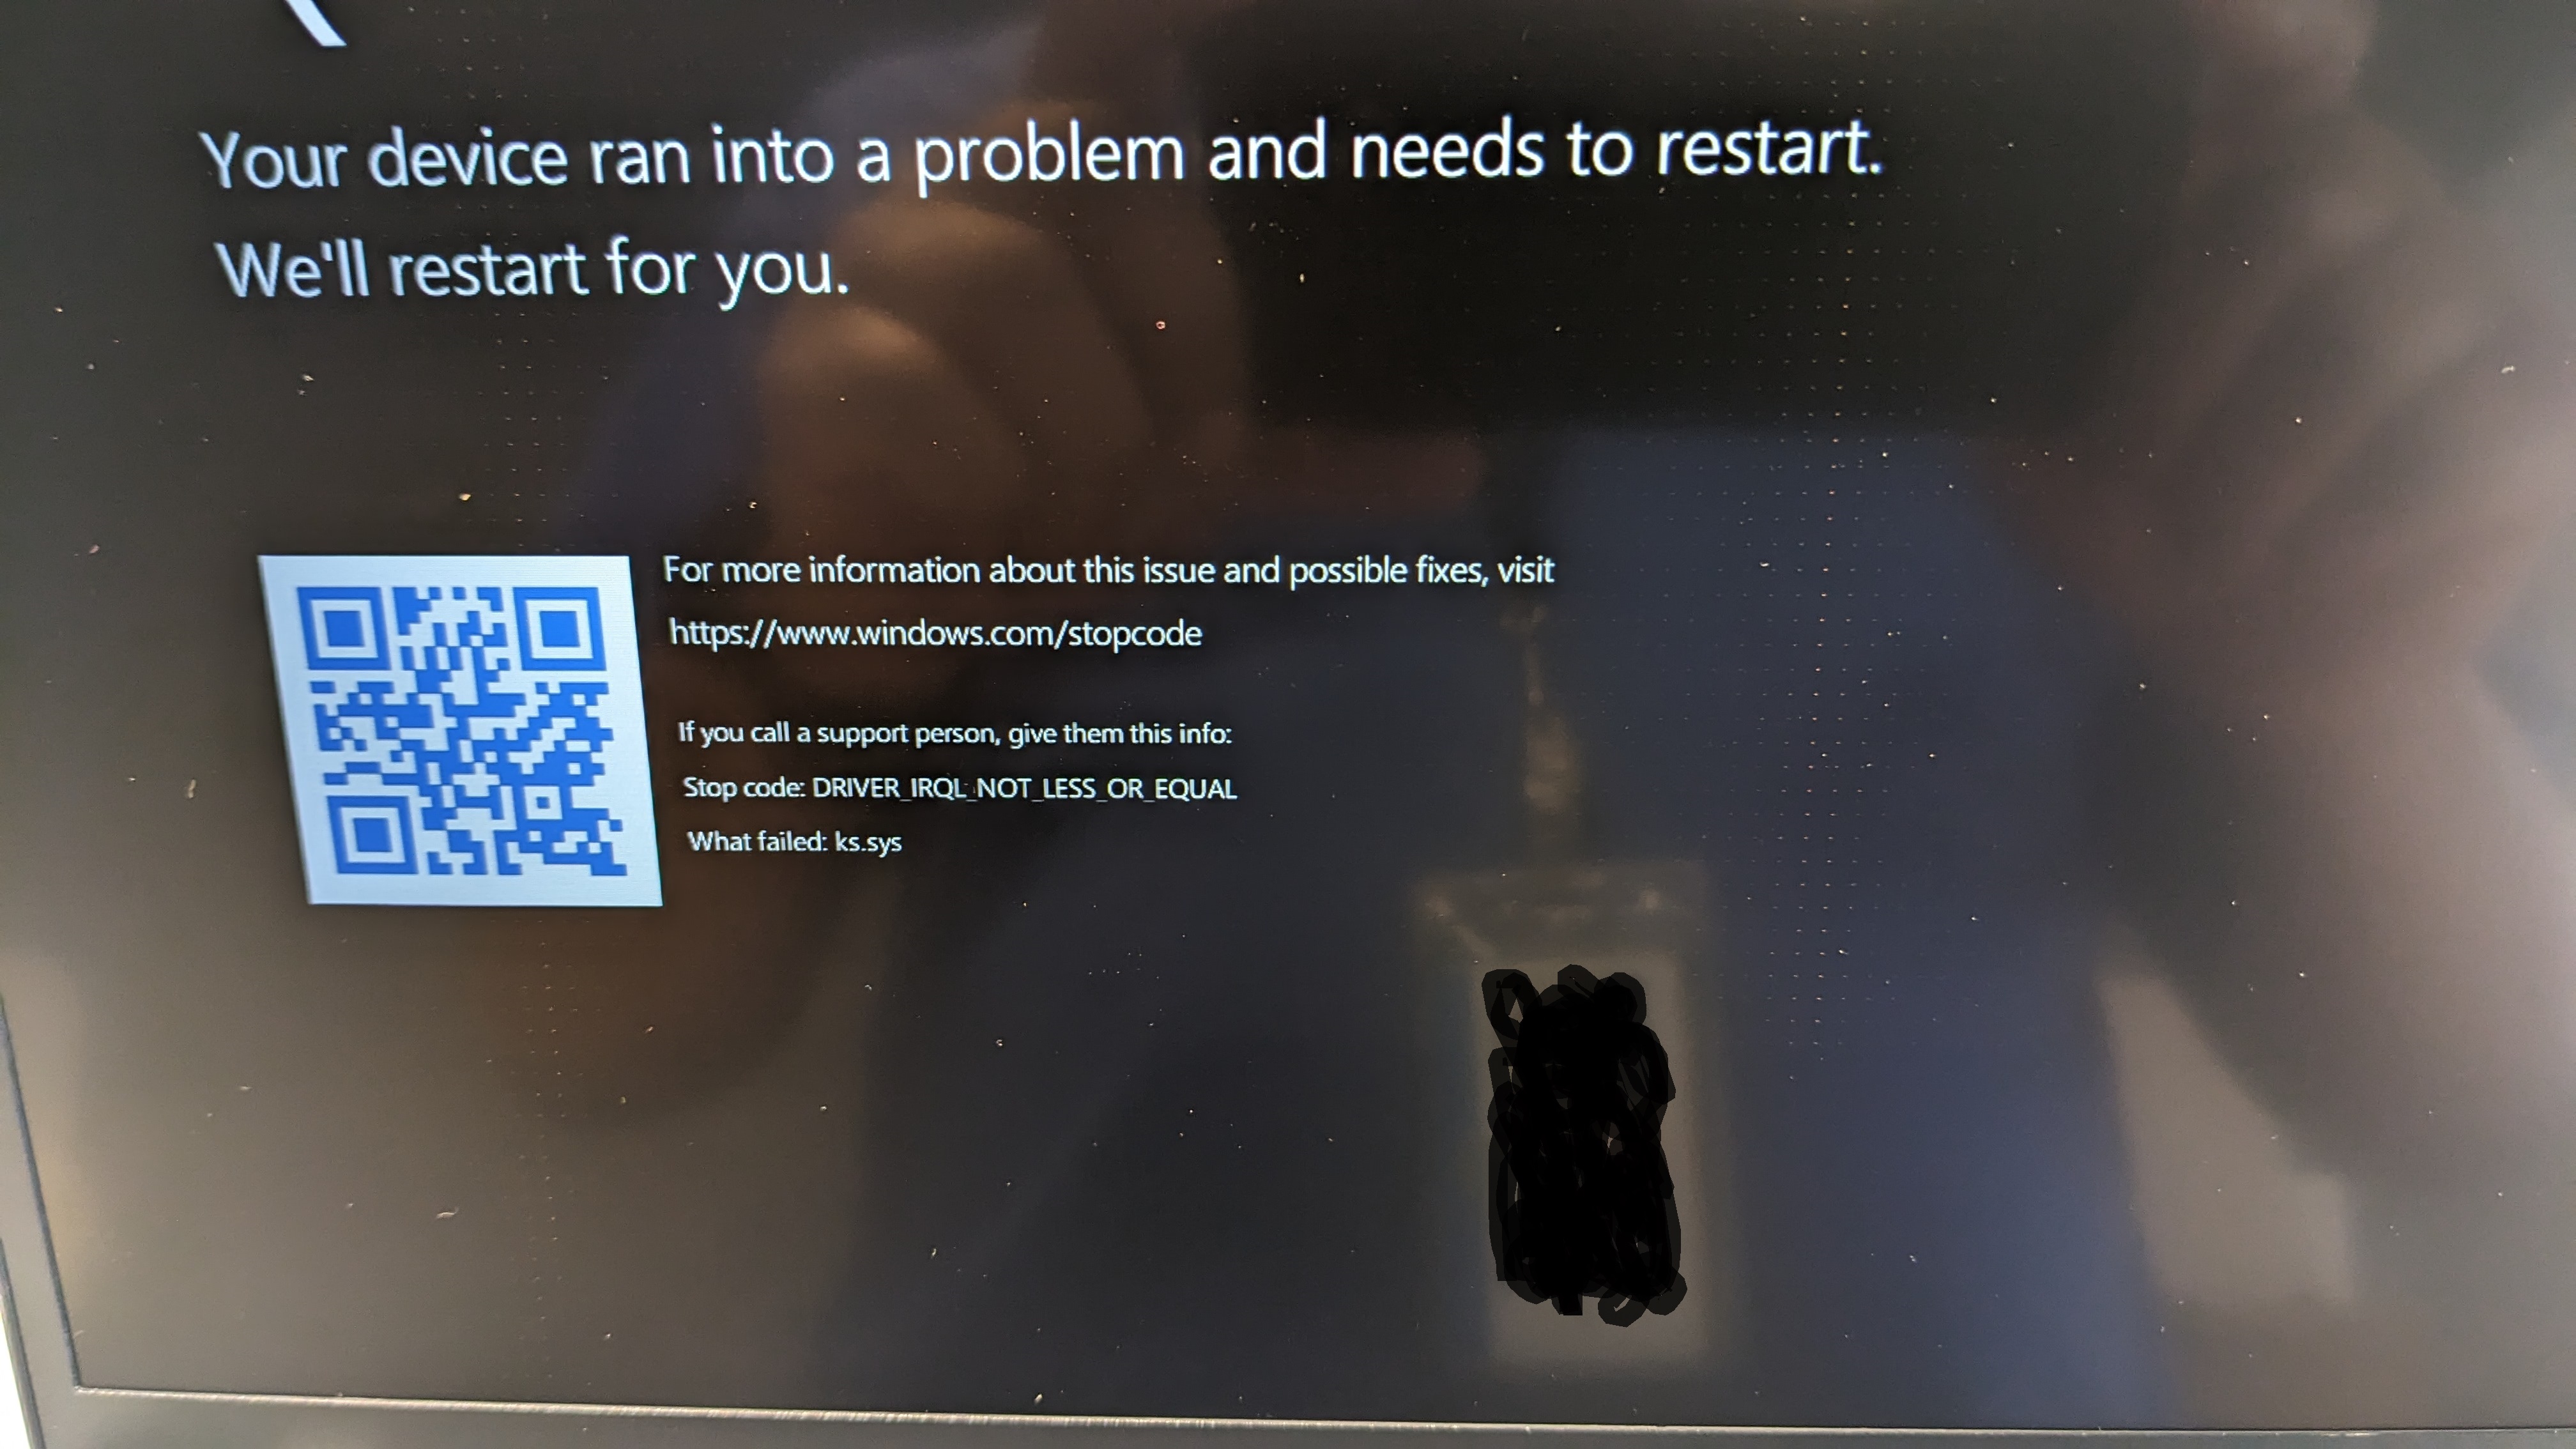 Your device ran into a problem and needs to restart.
We'll restart for you.
For more information about this issue and possible fixes, visit
https://www.windows.com/stopcode
If you call a support person, give them this info:
Stop code: DRIVER_IRQL_NOT_LESS_OR_EQUAL
What failed: ks.sys